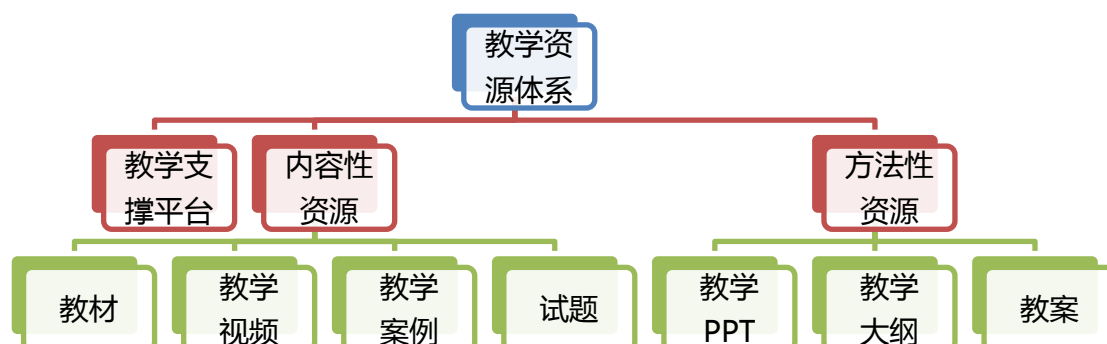 教学资
源体系
教学支
撑平台
内容性
资源
方法性
资源
教材
教学
视频
教学
案例
试题
教学
PPT
教学
大纲
教案